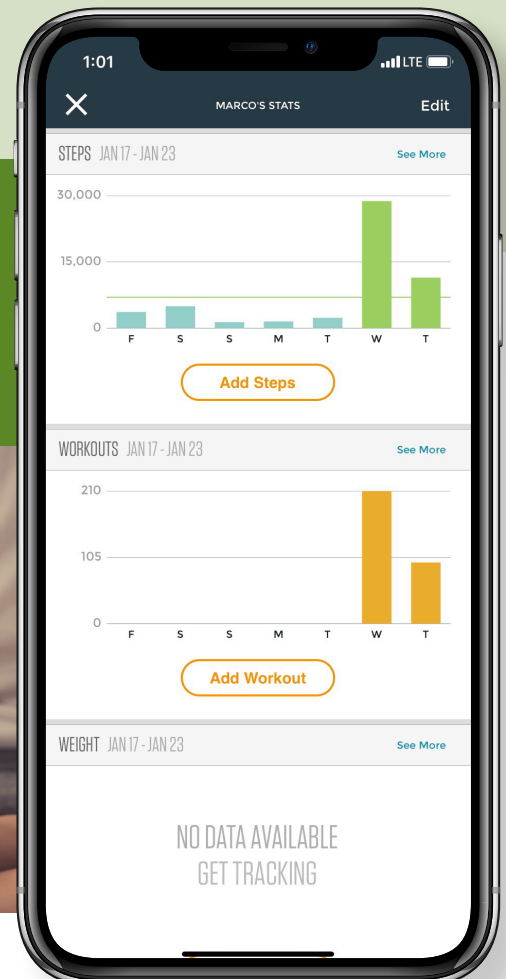 1:01 LTE
MARCO'S STATS Edit
STEPS JAN 17 - JAN 23 See More
30,000
15,000
0
F S S M T W T
Add Steps
WORKOUTS JAN 17 - JAN 23 See More
210
105
0
F S S M T W T
Add Workout
WEIGHT JAN 17 - JAN 23 See More
NO DATA AVAILABLE
GET TRACKING